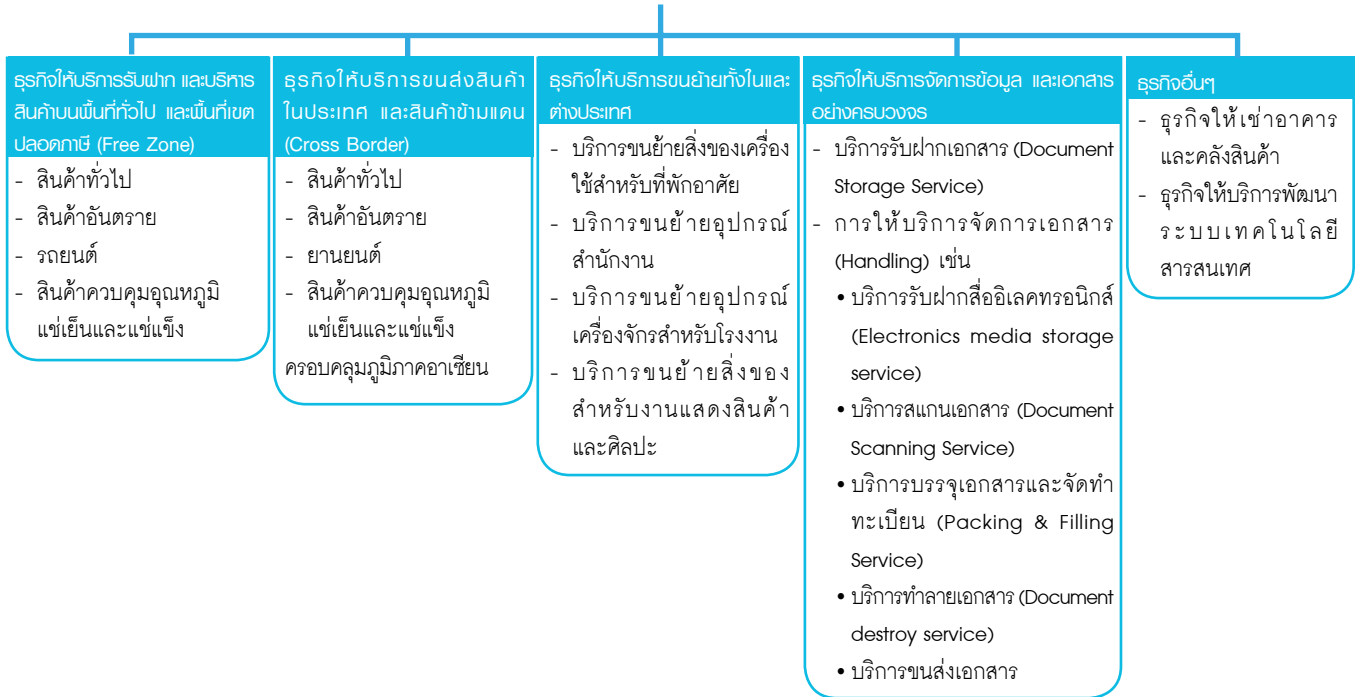 ธุรกิจให้บริการรับฝาก และบริหาร
สินค้าบนพื้นที่ทั่วไป และพื้นที่เขต
ปลอดภาษี (Free Zone)
- สินค้าทั่วไป
- สินค้าอันตราย
- รถยนต์
- สินค้าควบคุมอุณหภูมิ
แช่เย็นและแช่แข็ง
ธุรกิจให้บริการขนส่งสินค้า
ในประเทศ และสินค้าข้ามแดน
(Cross Border)
- สินค้าทั่วไป
- สินค้าอันตราย
- ยานยนต์
- สินค้าควบคุมอุณหภูมิ
แช่เย็นและแช่แข็ง
ครอบคลุมภูมิภาคอาเซียน
ธุรกิจให้บริการขนย้ายทั้งในและ
ต่างประเทศ
- บริการขนย้ายสิ่งของเครื่อง
ใช้สำหรับที่พักอาศัย
- บริการขนย้ายอุปกรณ์
สำนักงาน
- บริการขนย้ายอุปกรณ์
เครื่องจักรสำหรับโรงงาน
- บริการขนย้ายสิ่งของ
สำหรับงานแสดงสินค้า
และศิลปะ
ธุรกิจให้บริการจัดการข้อมูล และเอกสาร
อย่างครบวงจร
- บริการรับฝากเอกสาร (Document
Storage Service)
- การให้บริการจัดการเอกสาร
(Handling) เช่น
• บริการรับฝากสื่ออิเลคทรอนิกส์
(Electronics media storage
service)
• บริการสแกนเอกสาร (Document
Scanning Service)
• บริการบรรจุเอกสารและจัดทำ
ทะเบียน (Packing & Filling
Service)
• บริการทำลายเอกสาร (Document
destroy service)
• บริการขนส่งเอกสาร
ธุรกิจอื่นๆ
- ธุรกิจให้เช่าอาคาร
และคลังสินค้า
- ธุรกิจให้บริการพัฒนา
ระบบเทคโนโลยี
สารสนเทศ